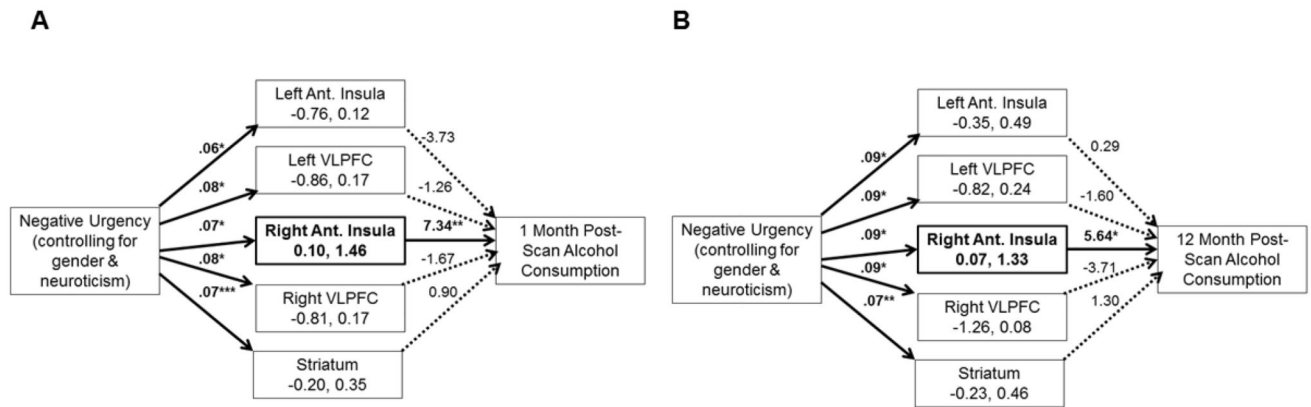 A
Left Ant. Insula
-0.76, 0.12
Left VLPFC
-0.86, 0.17
Right Ant. Insula
0.10, 1.46
Right VLPFC
-0.81, 0.17
Striatum
-0.20, 0.35
Negative Urgency
(controlling for
gender &
neuroticism)
.06*
.08*
.07*
.08*
.07***
-3.73
-1.26
7.34**
-1.67
0.90
1 Month Post-
Scan Alcohol
Consumption
B
Left Ant. Insula
-0.35, 0.49
Left VLPFC
-0.82, 0.24
Right Ant. Insula
0.07, 1.33
Right VLPFC
-1.26, 0.08
Striatum
-0.23, 0.46
Negative Urgency
(controlling for
gender &
neuroticism)
.09*
.09*
.09*
.09*
.07**
0.29
-1.60
5.64*
-3.71
1.30
12 Month Post-
Scan Alcohol
Consumption